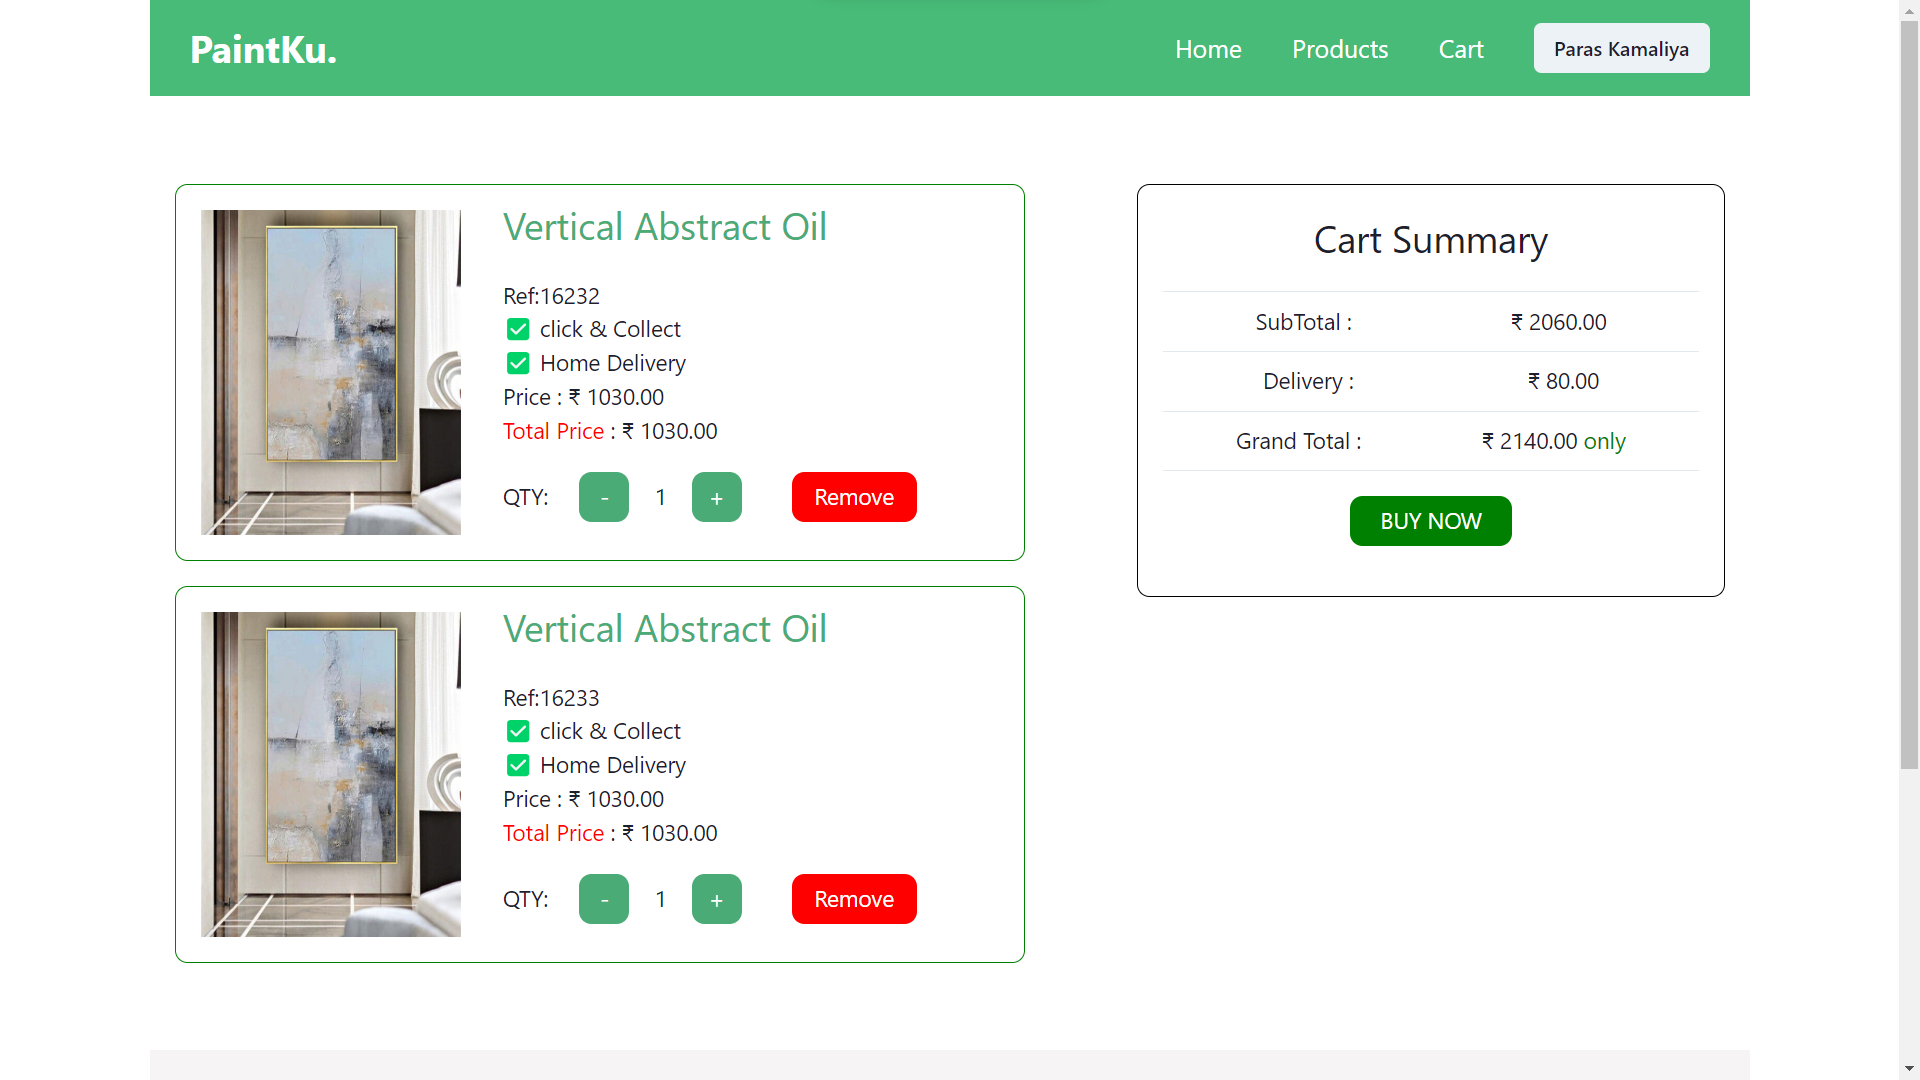 PaintKu.
Home Products Cart Paras Kamaliya
Vertical Abstract Oil
Ref:16232
click & Collect
Home Delivery
Price : ₹ 1030.00
Total Price : ₹ 1030.00
QTY: - 1 + Remove
Vertical Abstract Oil
Ref:16233
click & Collect
Home Delivery
Price : ₹ 1030.00
Total Price : ₹ 1030.00
QTY: - 1 + Remove
Cart Summary
SubTotal : ₹ 2060.00
Delivery : ₹ 80.00
Grand Total : ₹ 2140.00 only
BUY NOW